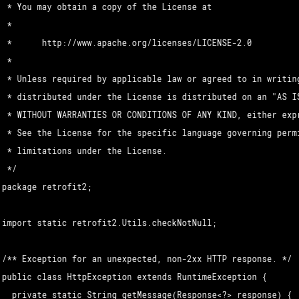 * You may obtain a copy of the License at
*
*      http://www.apache.org/licenses/LICENSE-2.0
*
* Unless required by applicable law or agreed to in writing
* distributed under the License is distributed on an "AS IS
* WITHOUT WARRANTIES OR CONDITIONS OF ANY KIND, either expr
* See the License for the specific language governing permi
* limitations under the License.
*/
package retrofit2;
import static retrofit2.Utils.checkNotNull;
/** Exception for an unexpected, non-2xx HTTP response. */
public class HttpException extends RuntimeException {
  private static String getMessage(Response<?> response) {